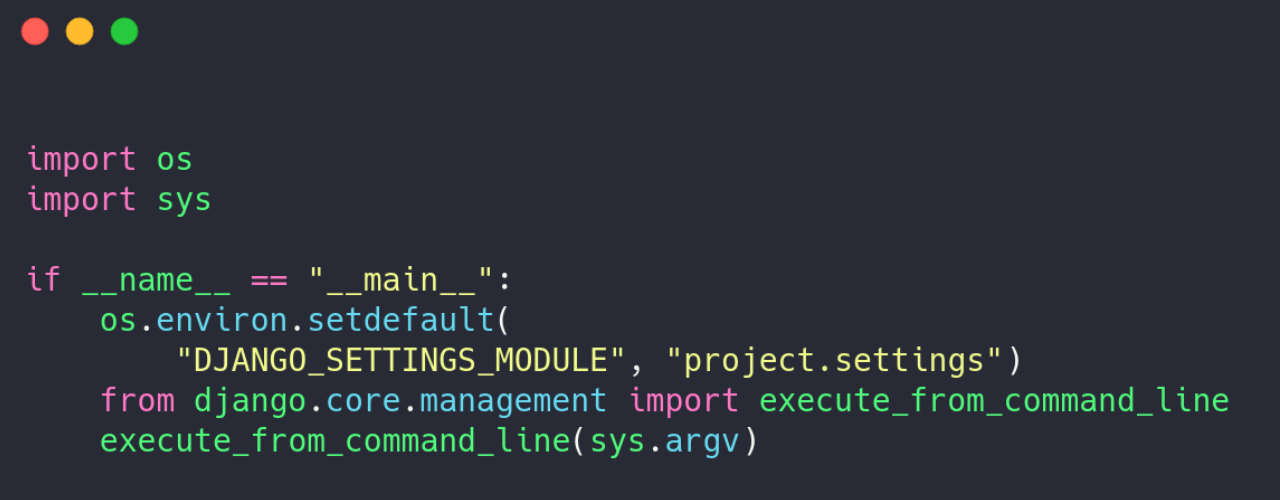 import os
import sys

if __name__ == "__main__":
    os.environ.setdefault(
        "DJANGO_SETTINGS_MODULE", "project.settings")
    from django.core.management import execute_from_command_line
    execute_from_command_line(sys.argv)